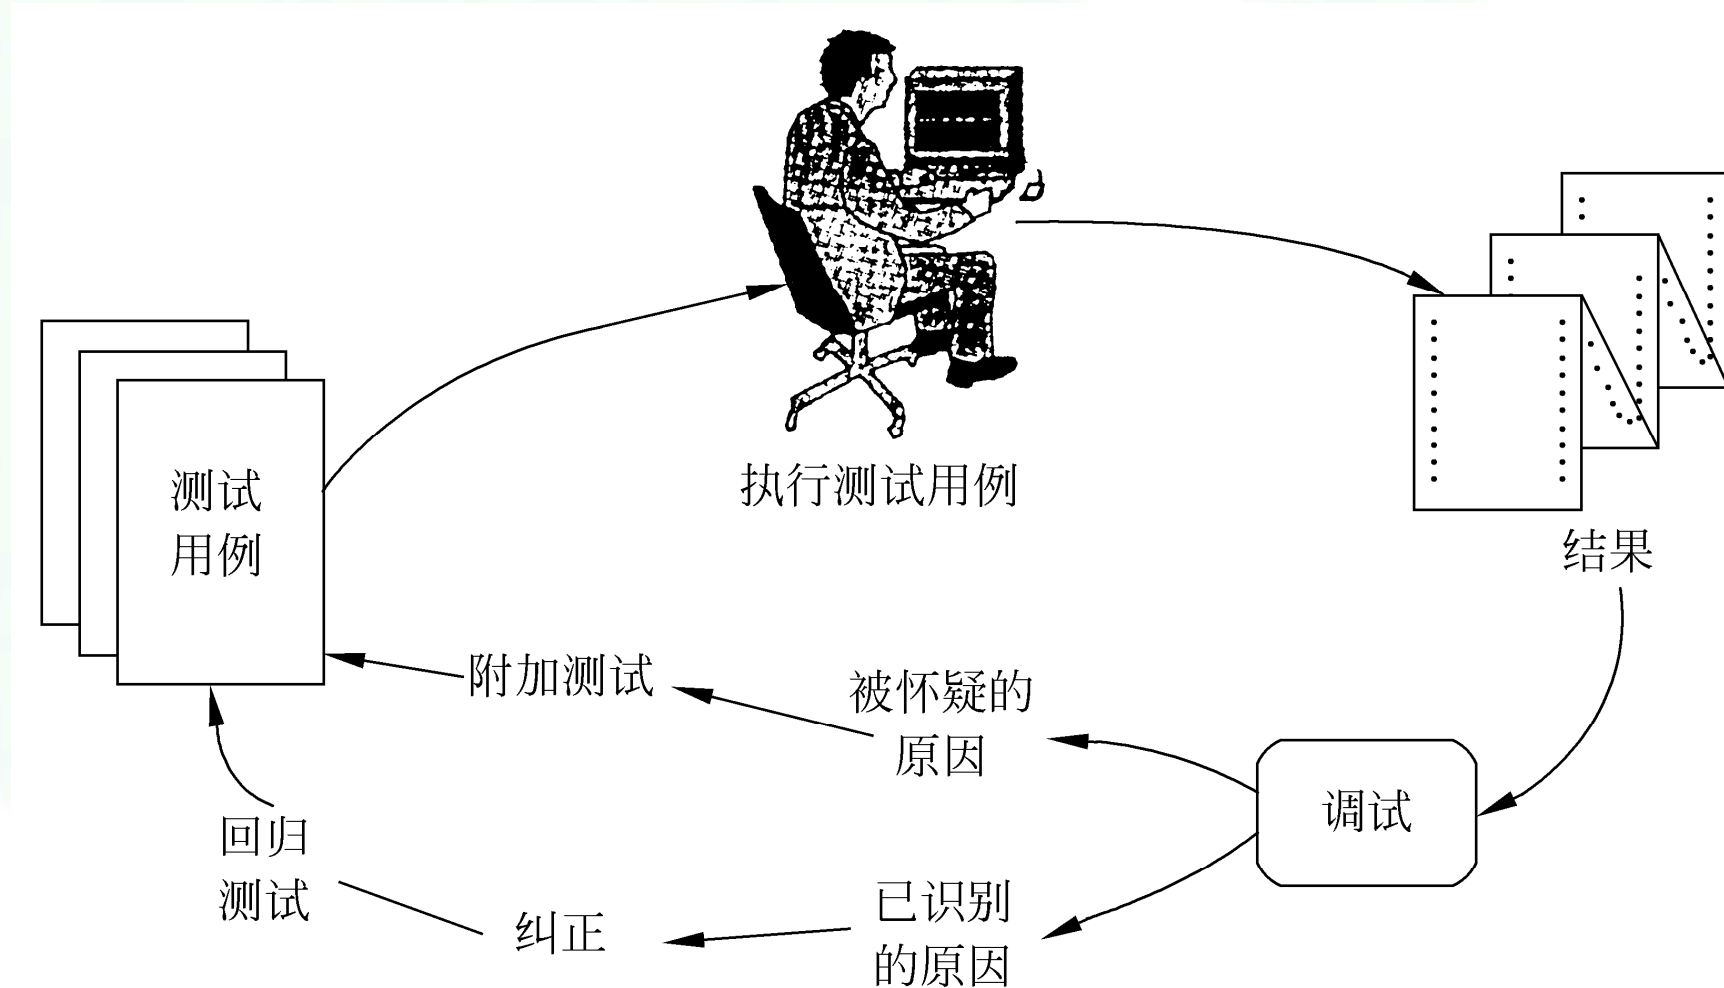 执行测试用例
测试
用例
结果
附加测试
被怀疑的
原因
调试
回归
测试
纠正
已识别
的原因